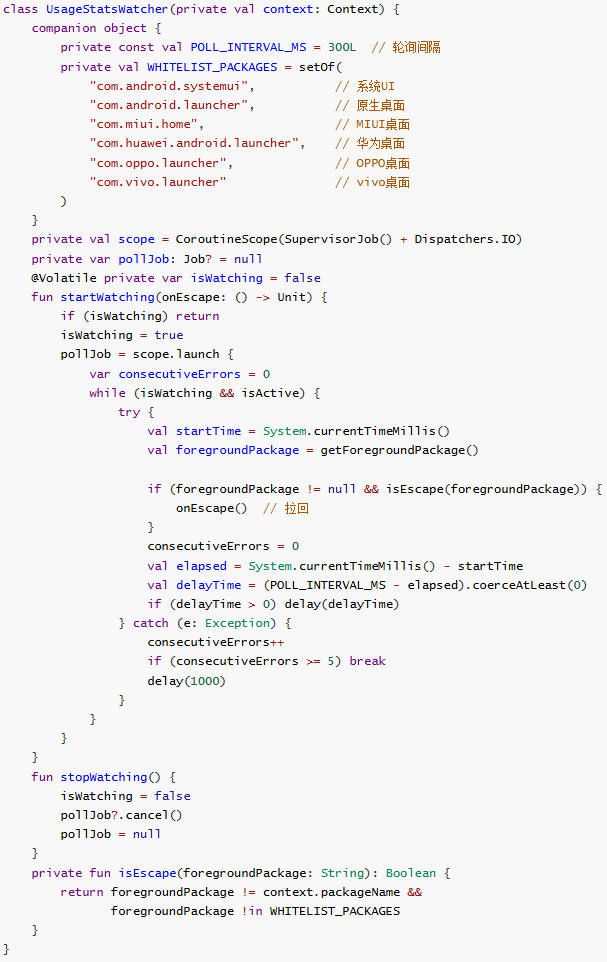 class UsageStatsWatcher(private val context: Context) {
    companion object {
        private const val POLL_INTERVAL_MS = 300L  // 轮询间隔
        private val WHITELIST_PACKAGES = setOf(
            "com.android.systemui",           // 系统UI
            "com.android.launcher",           // 原生桌面
            "com.miui.home",                  // MIUI桌面
            "com.huawei.android.launcher",    // 华为桌面
            "com.oppo.launcher",              // OPPO桌面
            "com.vivo.launcher"               // vivo桌面
        )
    }
    private val scope = CoroutineScope(SupervisorJob() + Dispatchers.IO)
    private var pollJob: Job? = null
    @Volatile private var isWatching = false
    fun startWatching(onEscape: () -> Unit) {
        if (isWatching) return
        isWatching = true
        pollJob = scope.launch {
            var consecutiveErrors = 0
            while (isWatching && isActive) {
                try {
                    val startTime = System.currentTimeMillis()
                    val foregroundPackage = getForegroundPackage()

                    if (foregroundPackage != null && isEscape(foregroundPackage)) {
                        onEscape()  // 拉回
                    }
                    consecutiveErrors = 0
                    val elapsed = System.currentTimeMillis() - startTime
                    val delayTime = (POLL_INTERVAL_MS - elapsed).coerceAtLeast(0)
                    if (delayTime > 0) delay(delayTime)
                } catch (e: Exception) {
                    consecutiveErrors++
                    if (consecutiveErrors >= 5) break
                    delay(1000)
                }
            }
        }
    }
    fun stopWatching() {
        isWatching = false
        pollJob?.cancel()
        pollJob = null
    }
    private fun isEscape(foregroundPackage: String): Boolean {
        return foregroundPackage != context.packageName &&
               foregroundPackage !in WHITELIST_PACKAGES
    }
}